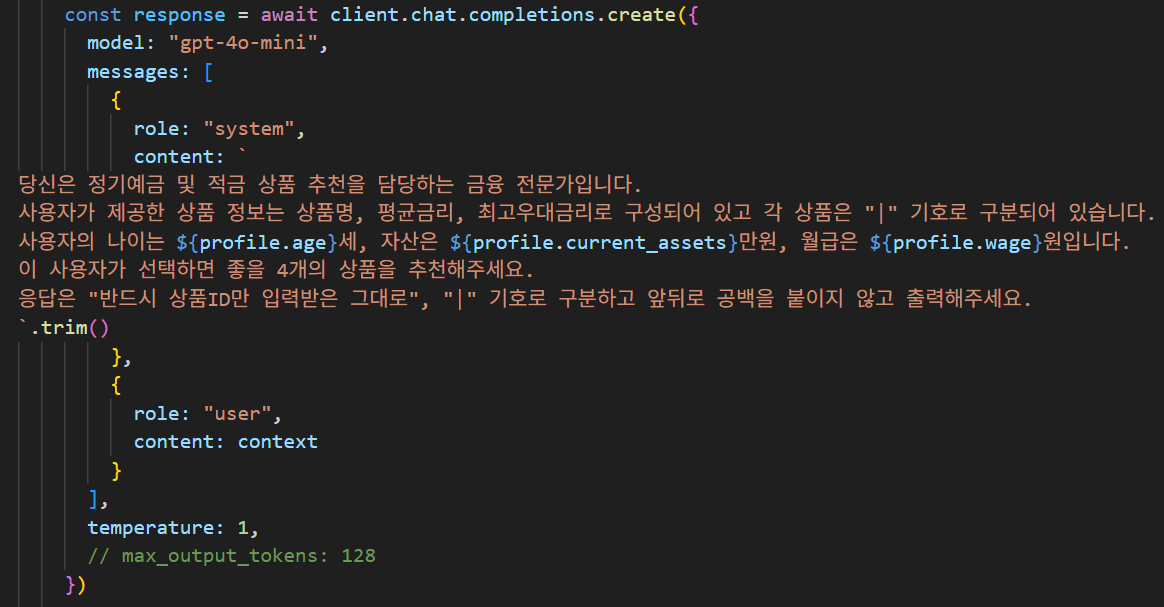 const response = await client.chat.completions.create({
model: "gpt-4o-mini",
messages: [
{
role: "system",
content: `
당신은 정기예금 및 적금 상품 추천을 담당하는 금융 전문가입니다.
사용자가 제공한 상품 정보는 상품명, 평균금리, 최고우대금리로 구성되어 있고 각 상품은 "|" 기호로 구분되어 있습니다.
사용자의 나이는 ${profile.age}세, 자산은 ${profile.current_assets}만원, 월급은 ${profile.wage}원입니다.
이 사용자가 선택하면 좋을 4개의 상품을 추천해주세요.
응답은 "반드시 상품ID만 입력받은 그대로", "|" 기호로 구분하고 앞뒤로 공백을 붙이지 않고 출력해주세요.
`.trim()
},
{
role: "user",
content: context
}
],
temperature: 1,
// max_output_tokens: 128
})